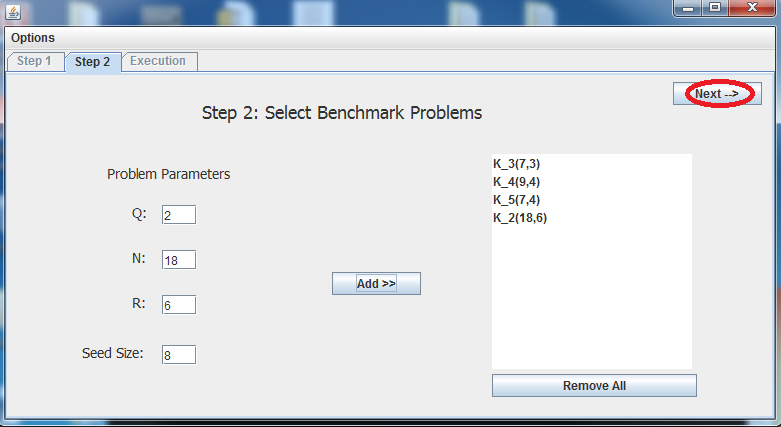 Options
Step 1 Step 2 Execution
Next -->
Step 2: Select Benchmark Problems
Problem Parameters
Q: 2
N: 18
R: 6
Seed Size: 8
Add >>
K_3(7,3)
K_4(9,4)
K_5(7,4)
K_2(18,6)
Remove All